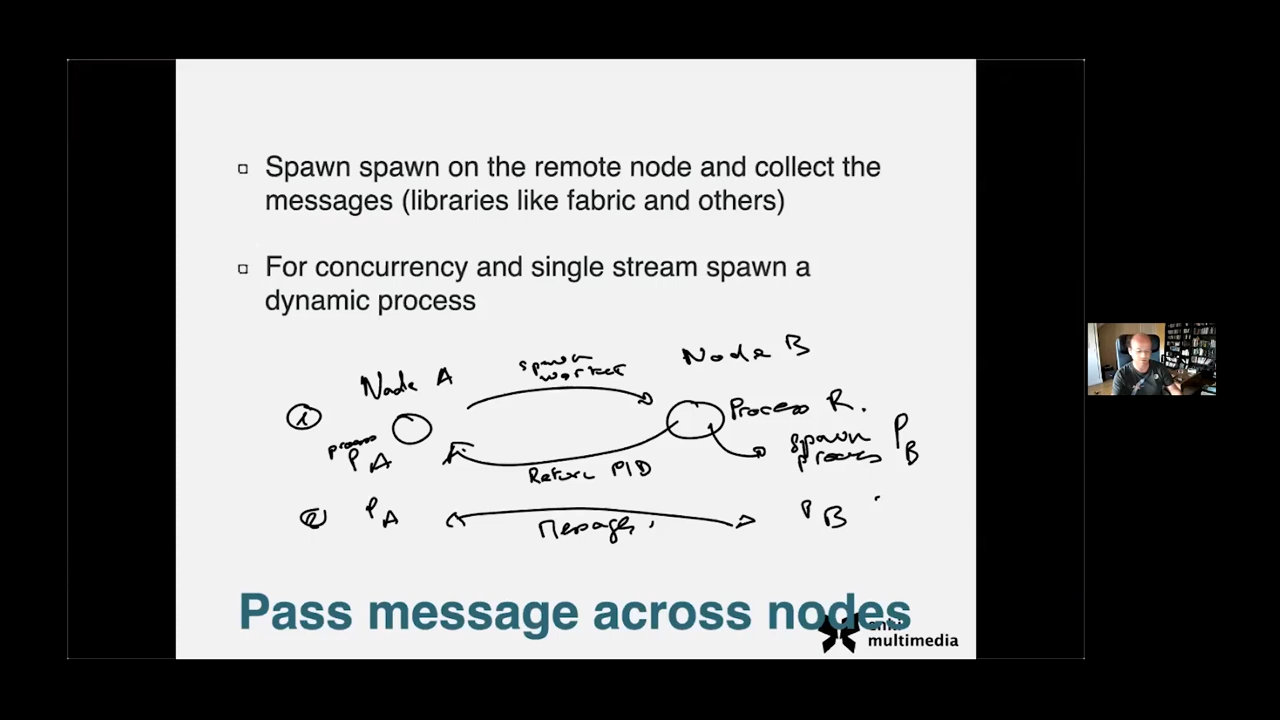 ▫ Spawn spawn on the remote node and collect the
messages (libraries like fabric and others)
▫ For concurrency and single stream spawn a
dynamic process
Node A
spawn
worker
Node B
1
process
PA
Process R.
Spawn
process PB
Return PID
2
PA
Messages
PB
Pass message across nodes
enki
multimedia